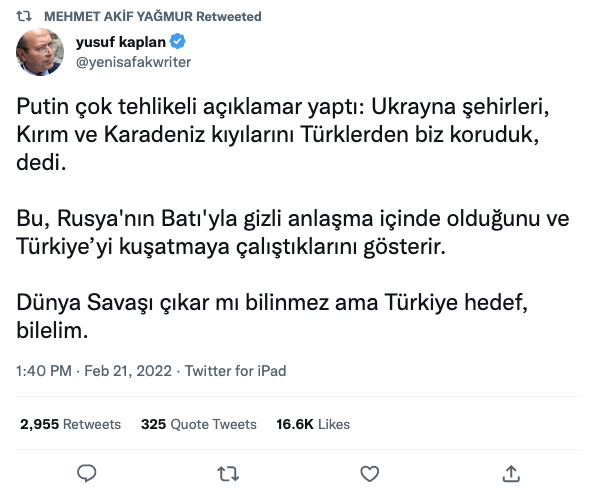 MEHMET AKİF YAĞMUR Retweeted
yusuf kaplan
@yenisafakwriter
Putin çok tehlikeli açıklamar yaptı: Ukrayna şehirleri,
Kırım ve Karadeniz kıyılarını Türklerden biz koruduk,
dedi.
Bu, Rusya'nın Batı'yla gizli anlaşma içinde olduğunu ve
Türkiye’yi kuşatmaya çalıştıklarını gösterir.
Dünya Savaşı çıkar mı bilinmez ama Türkiye hedef,
bilelim.
1:40 PM · Feb 21, 2022 · Twitter for iPad
2,955 Retweets 325 Quote Tweets 16.6K Likes